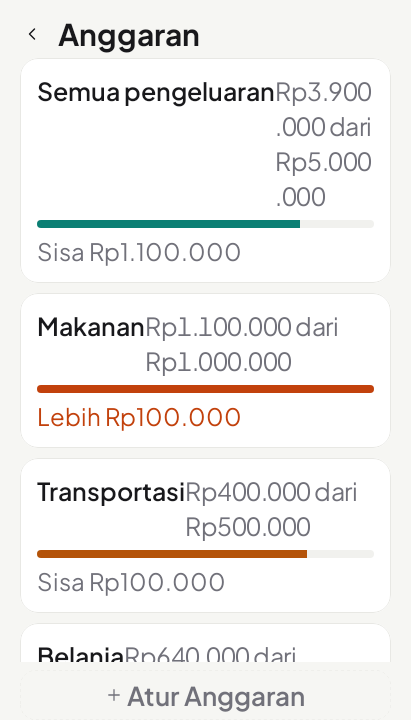 Anggaran
Semua pengeluaran Rp3.900
.000 dari
Rp5.000
.000
Sisa Rp1.100.000
Makanan Rp1.100.000 dari
Rp1.000.000
Lebih Rp100.000
Transportasi Rp400.000 dari
Rp500.000
Sisa Rp100.000
Belanja Rp640.000 dari
+ Atur Anggaran